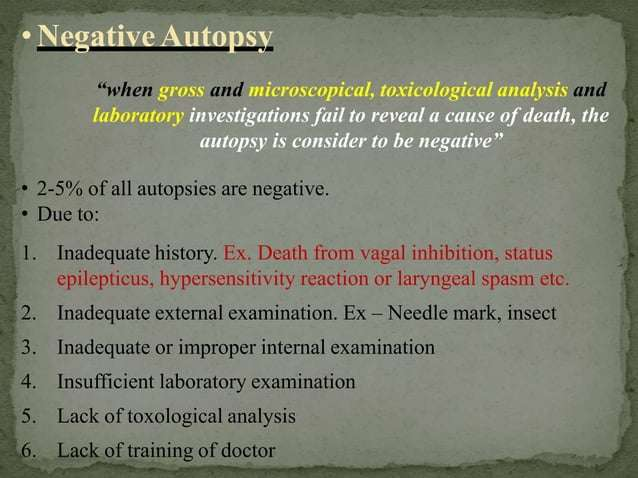 • Negative Autopsy
“when gross and microscopical, toxicological analysis and
laboratory investigations fail to reveal a cause of death, the
autopsy is consider to be negative”
• 2-5% of all autopsies are negative.
• Due to:
1. Inadequate history. Ex. Death from vagal inhibition, status
epilepticus, hypersensitivity reaction or laryngeal spasm etc.
2. Inadequate external examination. Ex – Needle mark, insect
3. Inadequate or improper internal examination
4. Insufficient laboratory examination
5. Lack of toxological analysis
6. Lack of training of doctor